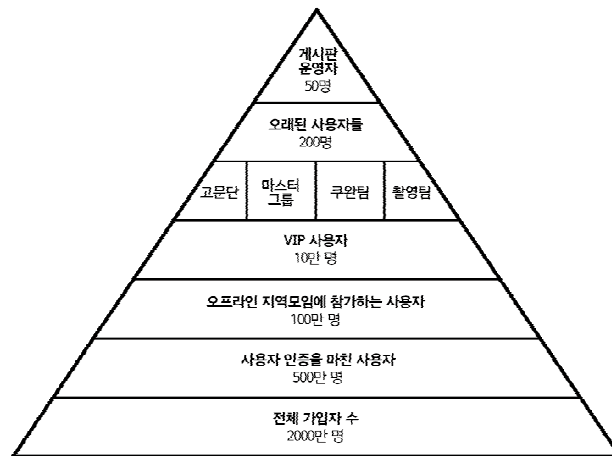 게시판
운영자
50명
오래된 사용자들
200명
고문단
마스터
그룹
쿠완팀
촬영팀
VIP 사용자
10만 명
오프라인 지역모임에 참가하는 사용자
100만 명
사용자 인증을 마친 사용자
500만 명
전체 가입자 수
2000만 명